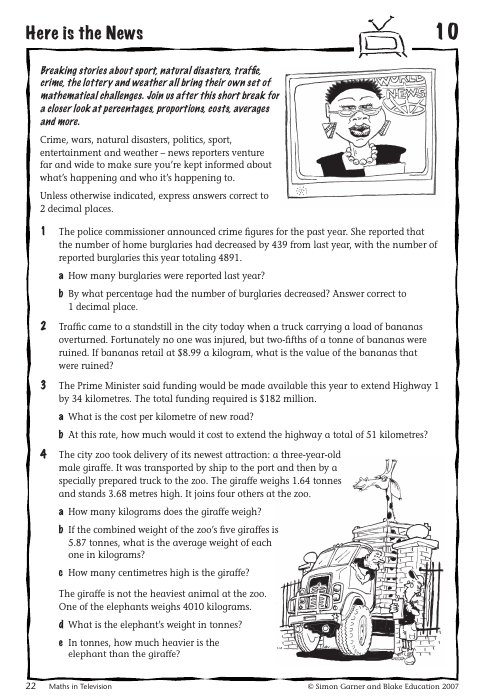 Here is the News
10
Breaking stories about sport, natural disasters, traffic,
crime, the lottery and weather all bring their own set of
mathematical challenges. Join us after this short break for
a closer look at percentages, proportions, costs, averages
and more.
WORLD
NEWS
Crime, wars, natural disasters, politics, sport,
entertainment and weather – news reporters venture
far and wide to make sure you're kept informed about
what's happening and who it's happening to.
Unless otherwise indicated, express answers correct to
2 decimal places.
1 The police commissioner announced crime figures for the past year. She reported that
the number of home burglaries had decreased by 439 from last year, with the number of
reported burglaries this year totaling 4891.
a How many burglaries were reported last year?
b By what percentage had the number of burglaries decreased? Answer correct to
1 decimal place.
2 Traffic came to a standstill in the city today when a truck carrying a load of bananas
overturned. Fortunately no one was injured, but two-fifths of a tonne of bananas were
ruined. If bananas retail at $8.99 a kilogram, what is the value of the bananas that
were ruined?
3 The Prime Minister said funding would be made available this year to extend Highway 1
by 34 kilometres. The total funding required is $182 million.
a What is the cost per kilometre of new road?
b At this rate, how much would it cost to extend the highway a total of 51 kilometres?
4 The city zoo took delivery of its newest attraction: a three-year-old
male giraffe. It was transported by ship to the port and then by a
specially prepared truck to the zoo. The giraffe weighs 1.64 tonnes
and stands 3.68 metres high. It joins four others at the zoo.
a How many kilograms does the giraffe weigh?
b If the combined weight of the zoo's five giraffes is
5.87 tonnes, what is the average weight of each
one in kilograms?
c How many centimetres high is the giraffe?
The giraffe is not the heaviest animal at the zoo.
One of the elephants weighs 4010 kilograms.
d What is the elephant's weight in tonnes?
e In tonnes, how much heavier is the
elephant than the giraffe?
22 Maths in Television
© Simon Garner and Blake Education 2007